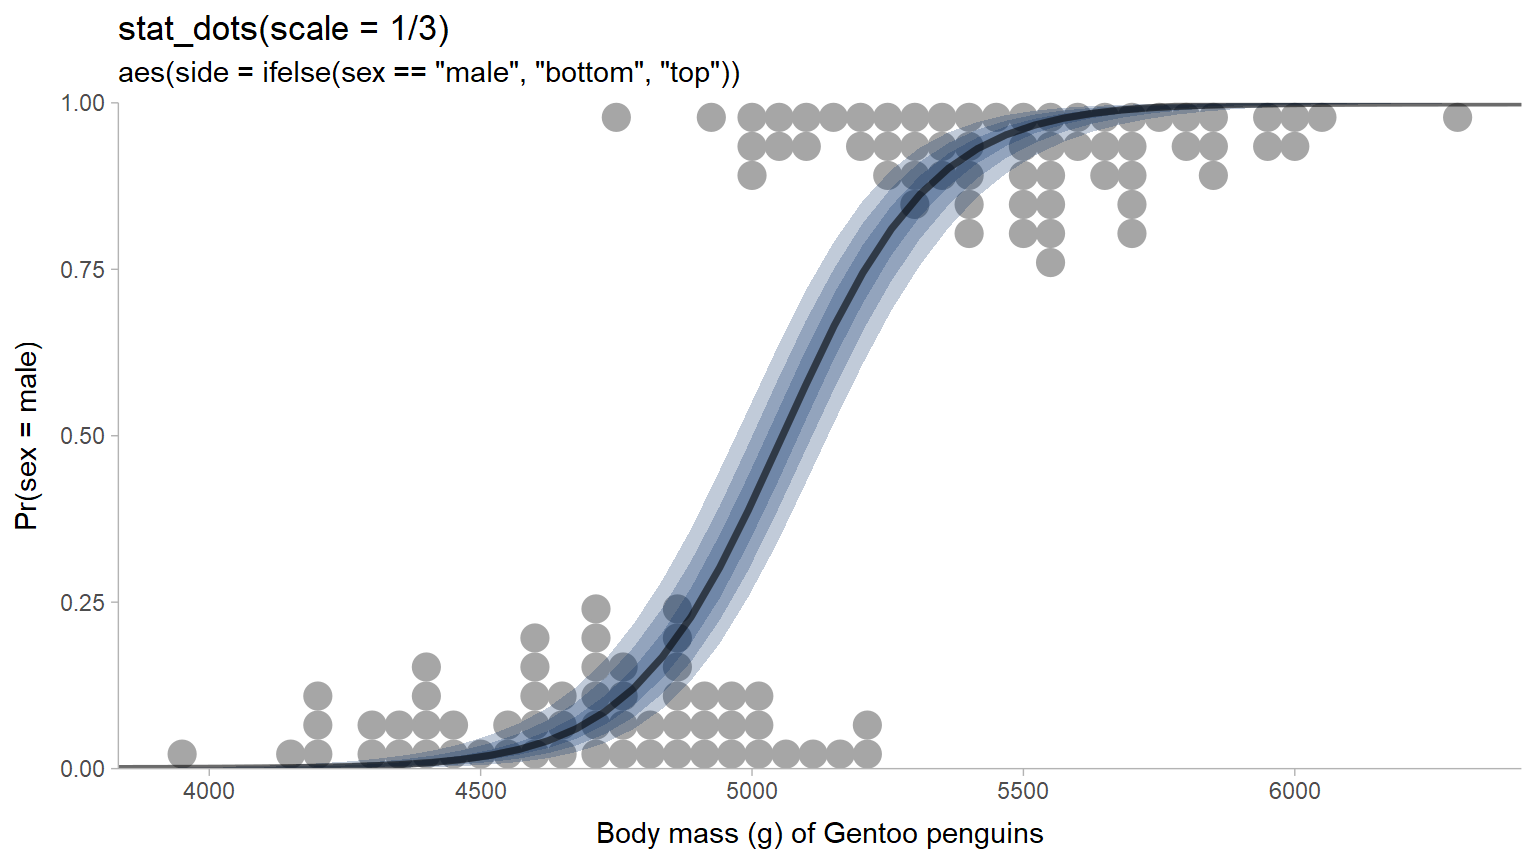 stat_dots(scale = 1/3)
aes(side = ifelse(sex == "male", "bottom", "top"))
1.00
0.75
0.50
0.25
0.00
Pr(sex = male)
4000 4500 5000 5500 6000
Body mass (g) of Gentoo penguins